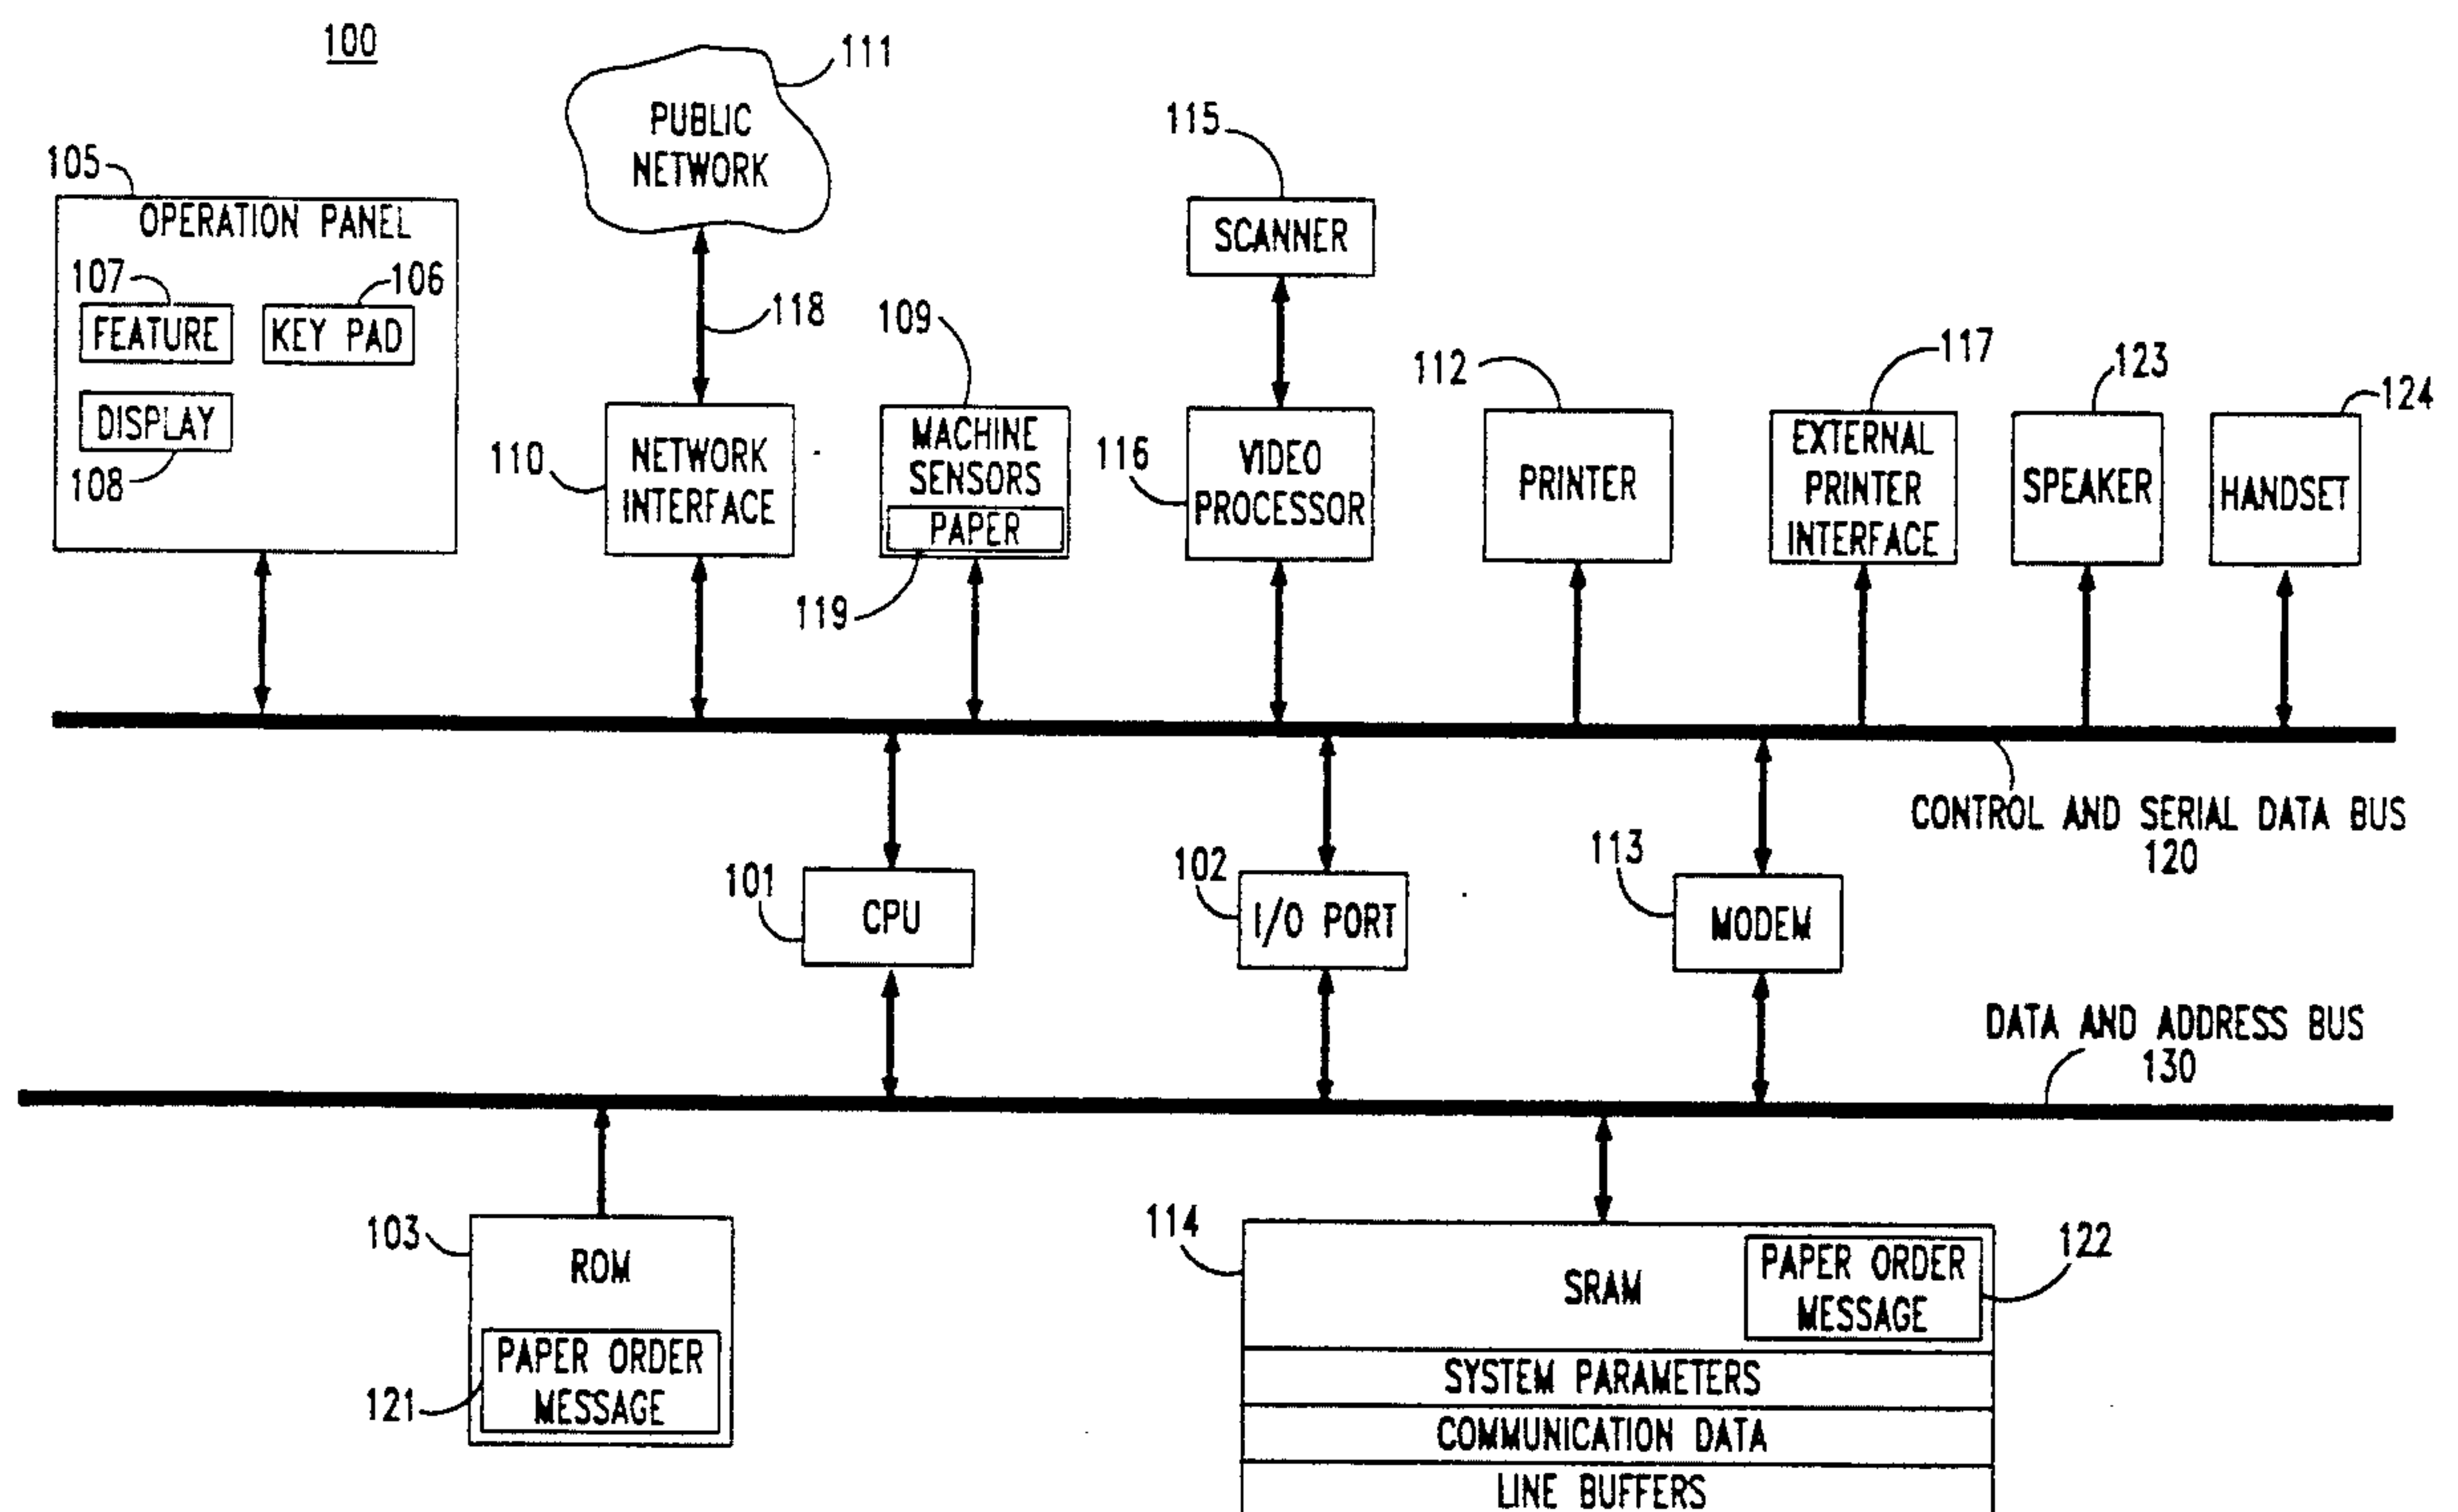 100
111
PUBLIC
NETWORK
115
105
OPERATION PANEL
SCANNER
107
106
FEATURE
KEY PAD
118
109
112
117
123
124
DISPLAY
108
110
NETWORK
INTERFACE
MACHINE
SENSORS
PAPER
119
116
VIDEO
PROCESSOR
PRINTER
EXTERNAL
PRINTER
INTERFACE
SPEAKER
HANDSET
CONTROL AND SERIAL DATA BUS
120
101
CPU
102
I/O PORT
113
MODEM
DATA AND ADDRESS BUS
130
103
ROM
PAPER ORDER
MESSAGE
121
114
SRAM
PAPER ORDER
MESSAGE
122
SYSTEM PARAMETERS
COMMUNICATION DATA
LINE BUFFERS